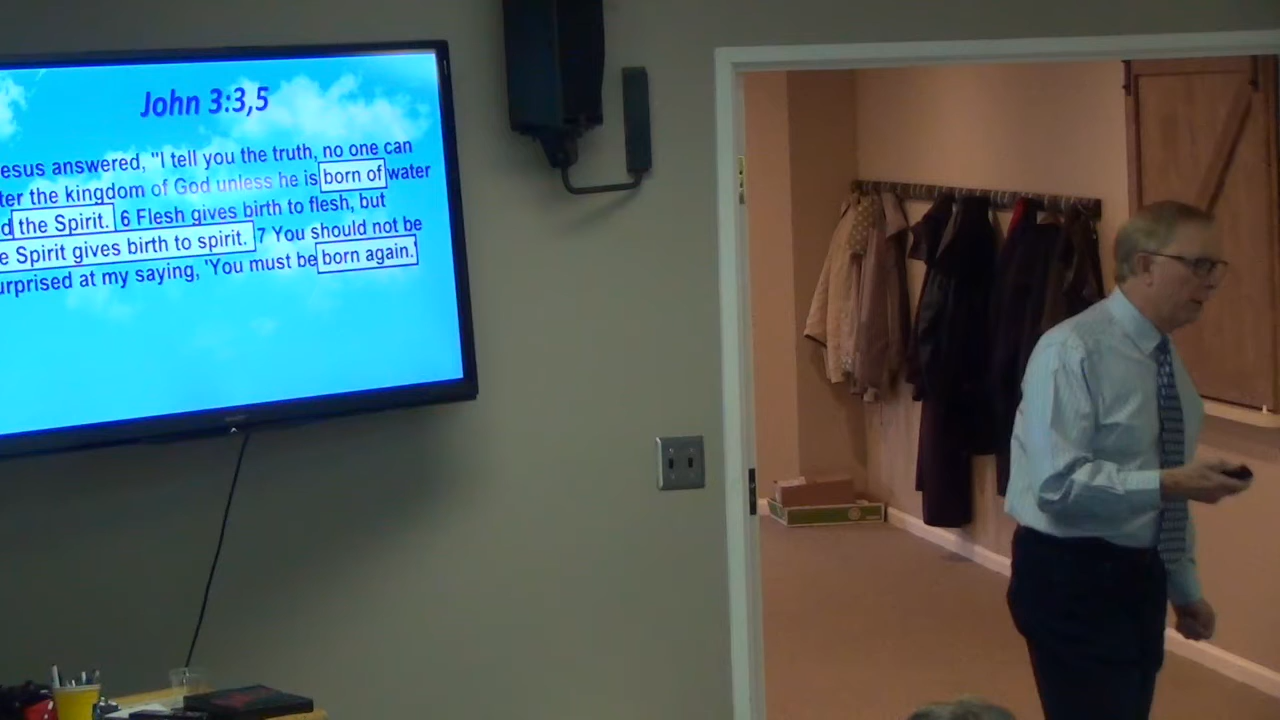 John 3:3,5
esus answered, "I tell you the truth, no one can
ter the kingdom of God unless he is born of water
d the Spirit. 6 Flesh gives birth to flesh, but
e Spirit gives birth to spirit. 7 You should not be
urprised at my saying, 'You must be born again.'